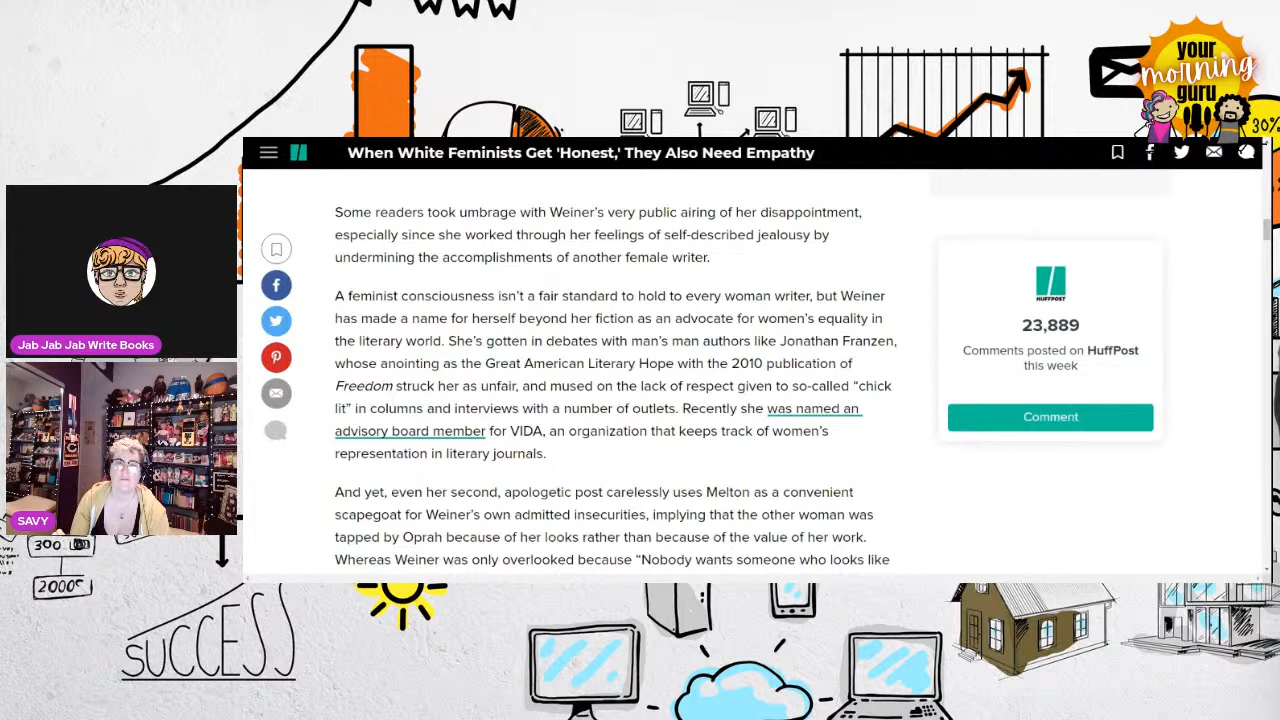 your
morning
guru
30%
When White Feminists Get 'Honest,' They Also Need Empathy
Some readers took umbrage with Weiner’s very public airing of her disappointment,
especially since she worked through her feelings of self-described jealousy by
undermining the accomplishments of another female writer.
A feminist consciousness isn’t a fair standard to hold to every woman writer, but Weiner
has made a name for herself beyond her fiction as an advocate for women’s equality in
the literary world. She’s gotten in debates with man’s man authors like Jonathan Franzen,
whose anointing as the Great American Literary Hope with the 2010 publication of
Freedom struck her as unfair, and mused on the lack of respect given to so-called “chick
lit” in columns and interviews with a number of outlets. Recently she was named an
advisory board member for VIDA, an organization that keeps track of women’s
representation in literary journals.
And yet, even her second, apologetic post carelessly uses Melton as a convenient
scapegoat for Weiner’s own admitted insecurities, implying that the other woman was
tapped by Oprah because of her looks rather than because of the value of her work.
Whereas Weiner was only overlooked because “Nobody wants someone who looks like
HUFFPOST
23,889
Comments posted on HuffPost
this week
Comment
Jab Jab Jab Write Books
SAVY
300
2000
SUCCESS